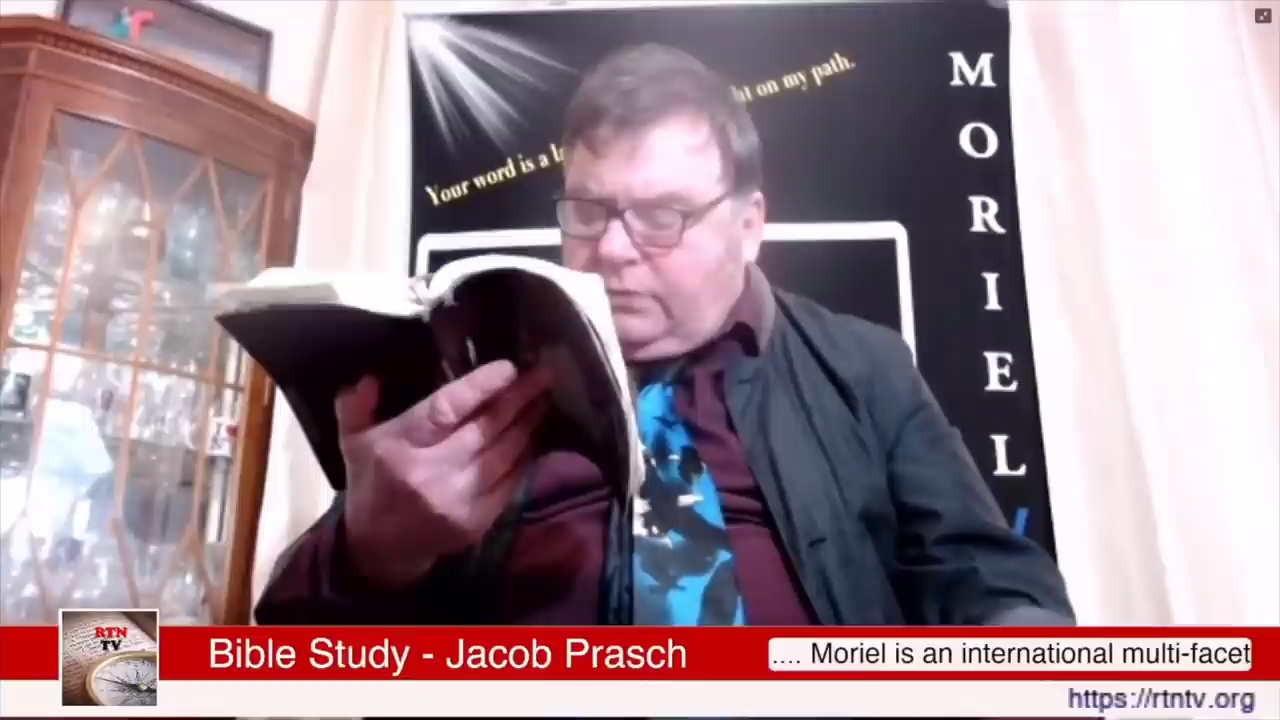 ht on my path.
Your word is a
MORIEL
RTN
TV
Bible Study - Jacob Prasch
.... Moriel is an international multi-facet
https://rtntv.org